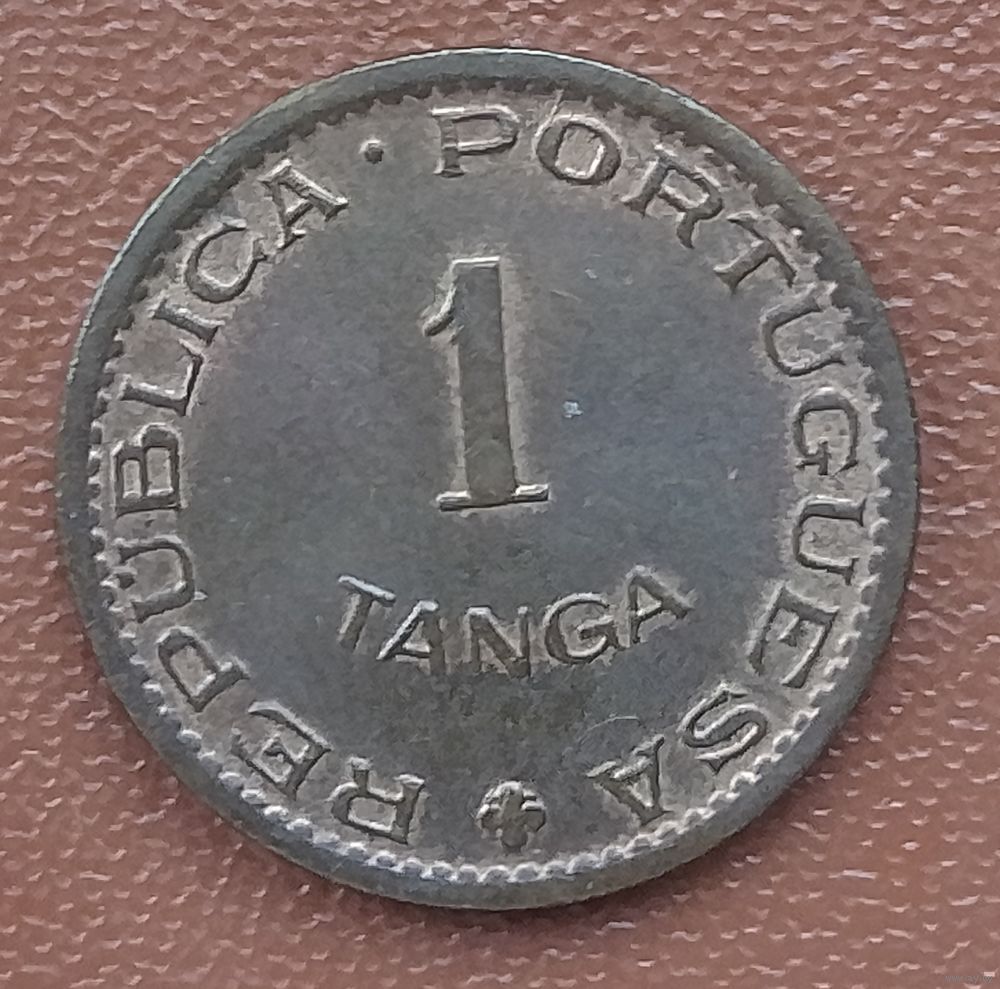 REPUBLICA · PORTUGUESA
1
TANGA